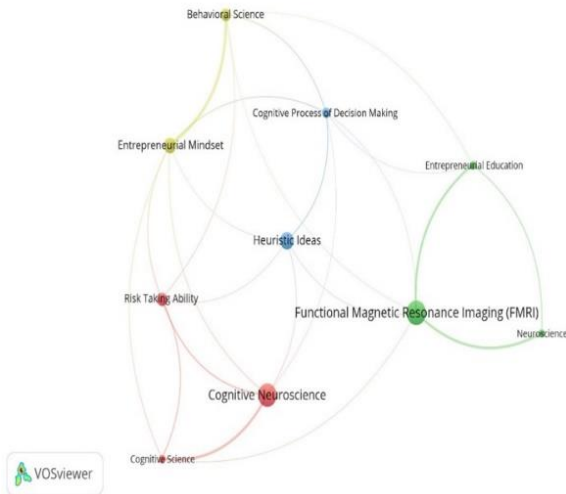 Behavioral Science
Cognitive Process of Decision Making
Entrepreneurial Mindset
Entrepreneurial Education
Heuristic Ideas
Risk Taking Ability
Functional Magnetic Resonance Imaging (FMRI)
Neuroscience
Cognitive Neuroscience
Cognitive Science
VOSviewer